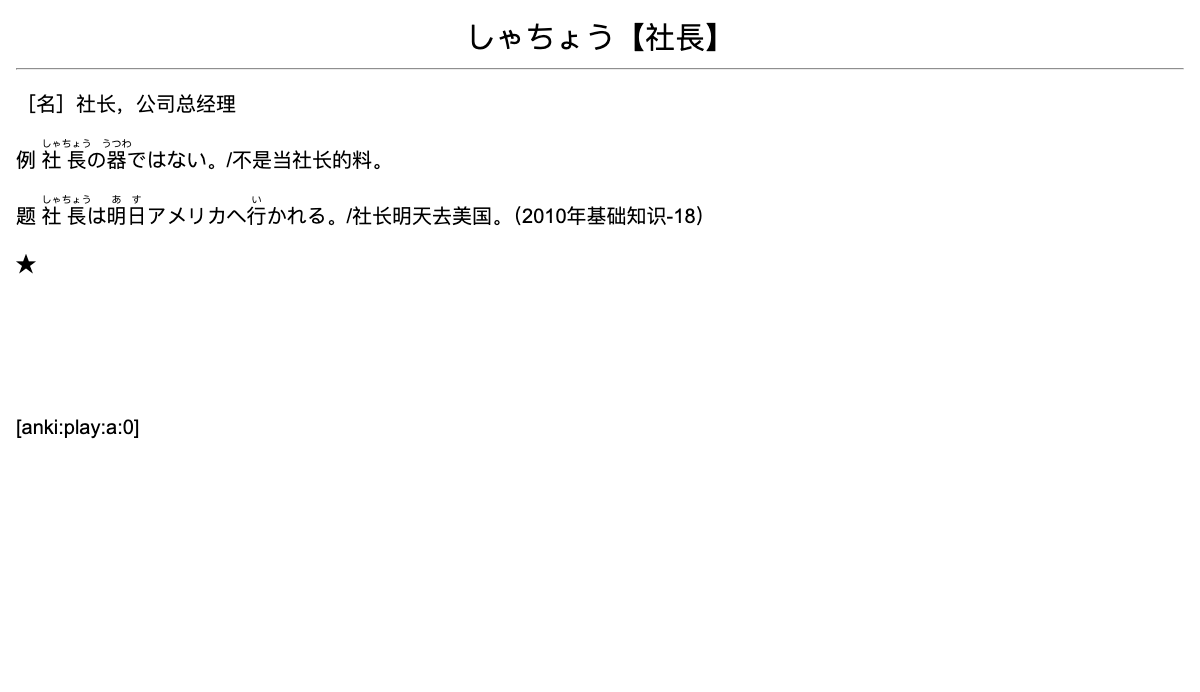 しゃちょう【社長】
［名］社长，公司总经理
しゃちょう うつわ
例 社長の器ではない。/不是当社长的料。
しゃちょう あ す い
题 社長は明日アメリカへ行かれる。/社长明天去美国。（2010年基础知识-18）
★
[anki:play:a:0]